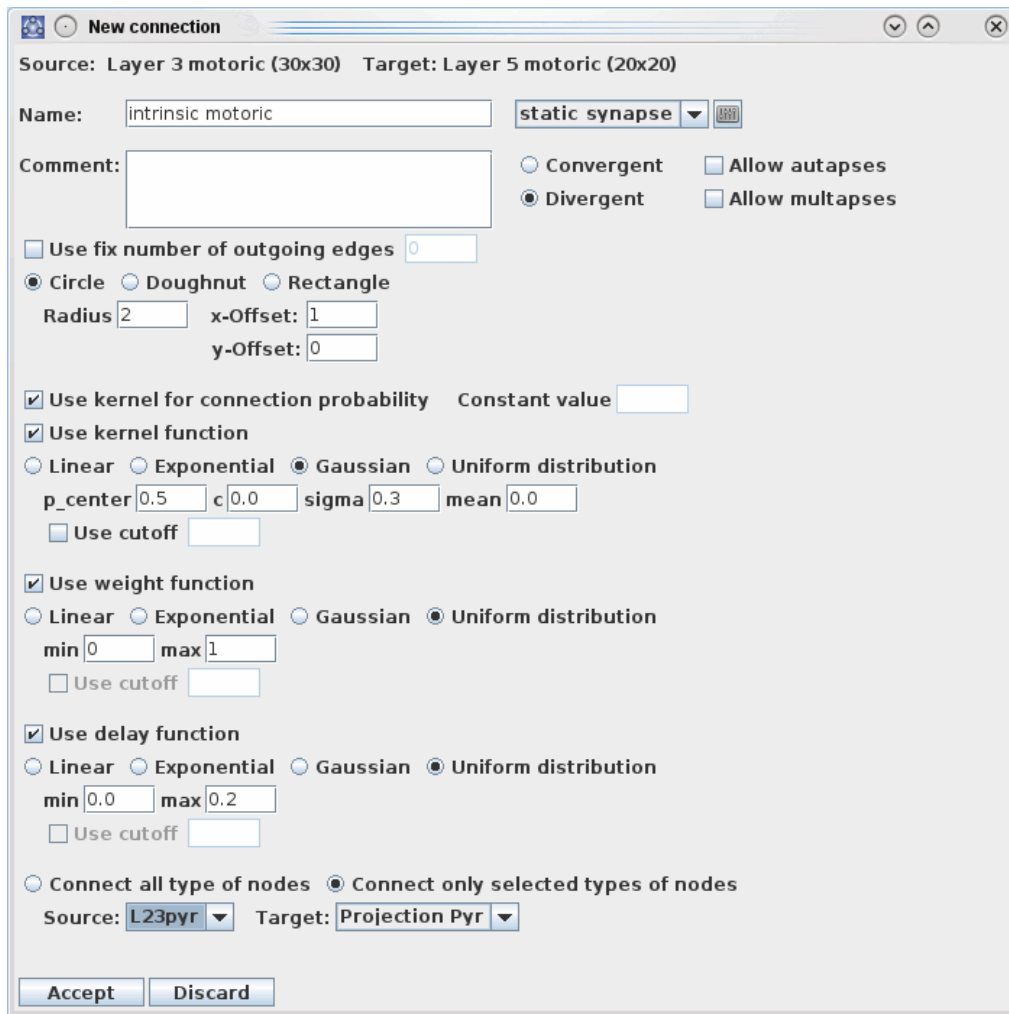 New connection
Source: Layer 3 motoric (30x30) Target: Layer 5 motoric (20x20)
Name: intrinsic motoric static synapse
Comment: Convergent Allow autapses
Divergent Allow multapses
Use fix number of outgoing edges 0
Circle Doughnut Rectangle
Radius 2 x-Offset: 1
y-Offset: 0
Use kernel for connection probability Constant value
Use kernel function
Linear Exponential Gaussian Uniform distribution
p_center 0.5 c 0.0 sigma 0.3 mean 0.0
Use cutoff
Use weight function
Linear Exponential Gaussian Uniform distribution
min 0 max 1
Use cutoff
Use delay function
Linear Exponential Gaussian Uniform distribution
min 0.0 max 0.2
Use cutoff
Connect all type of nodes Connect only selected types of nodes
Source: L23pyr Target: Projection Pyr
Accept Discard